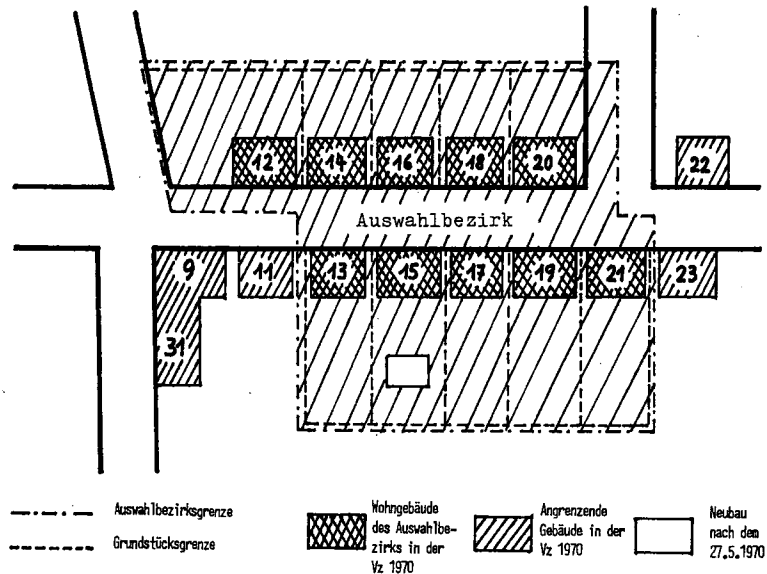 12 14 16 18 20 22
Auswahlbezirk
9 11 13 15 17 19 21 23
31
Auswahlbezirksgrenze
Grundstücksgrenze
Wohngebäude
des Auswahlbe-
zirks in der
Vz 1970
Angrenzende
Gebäude in der
Vz 1970
Neubau
nach dem
27.5.1970